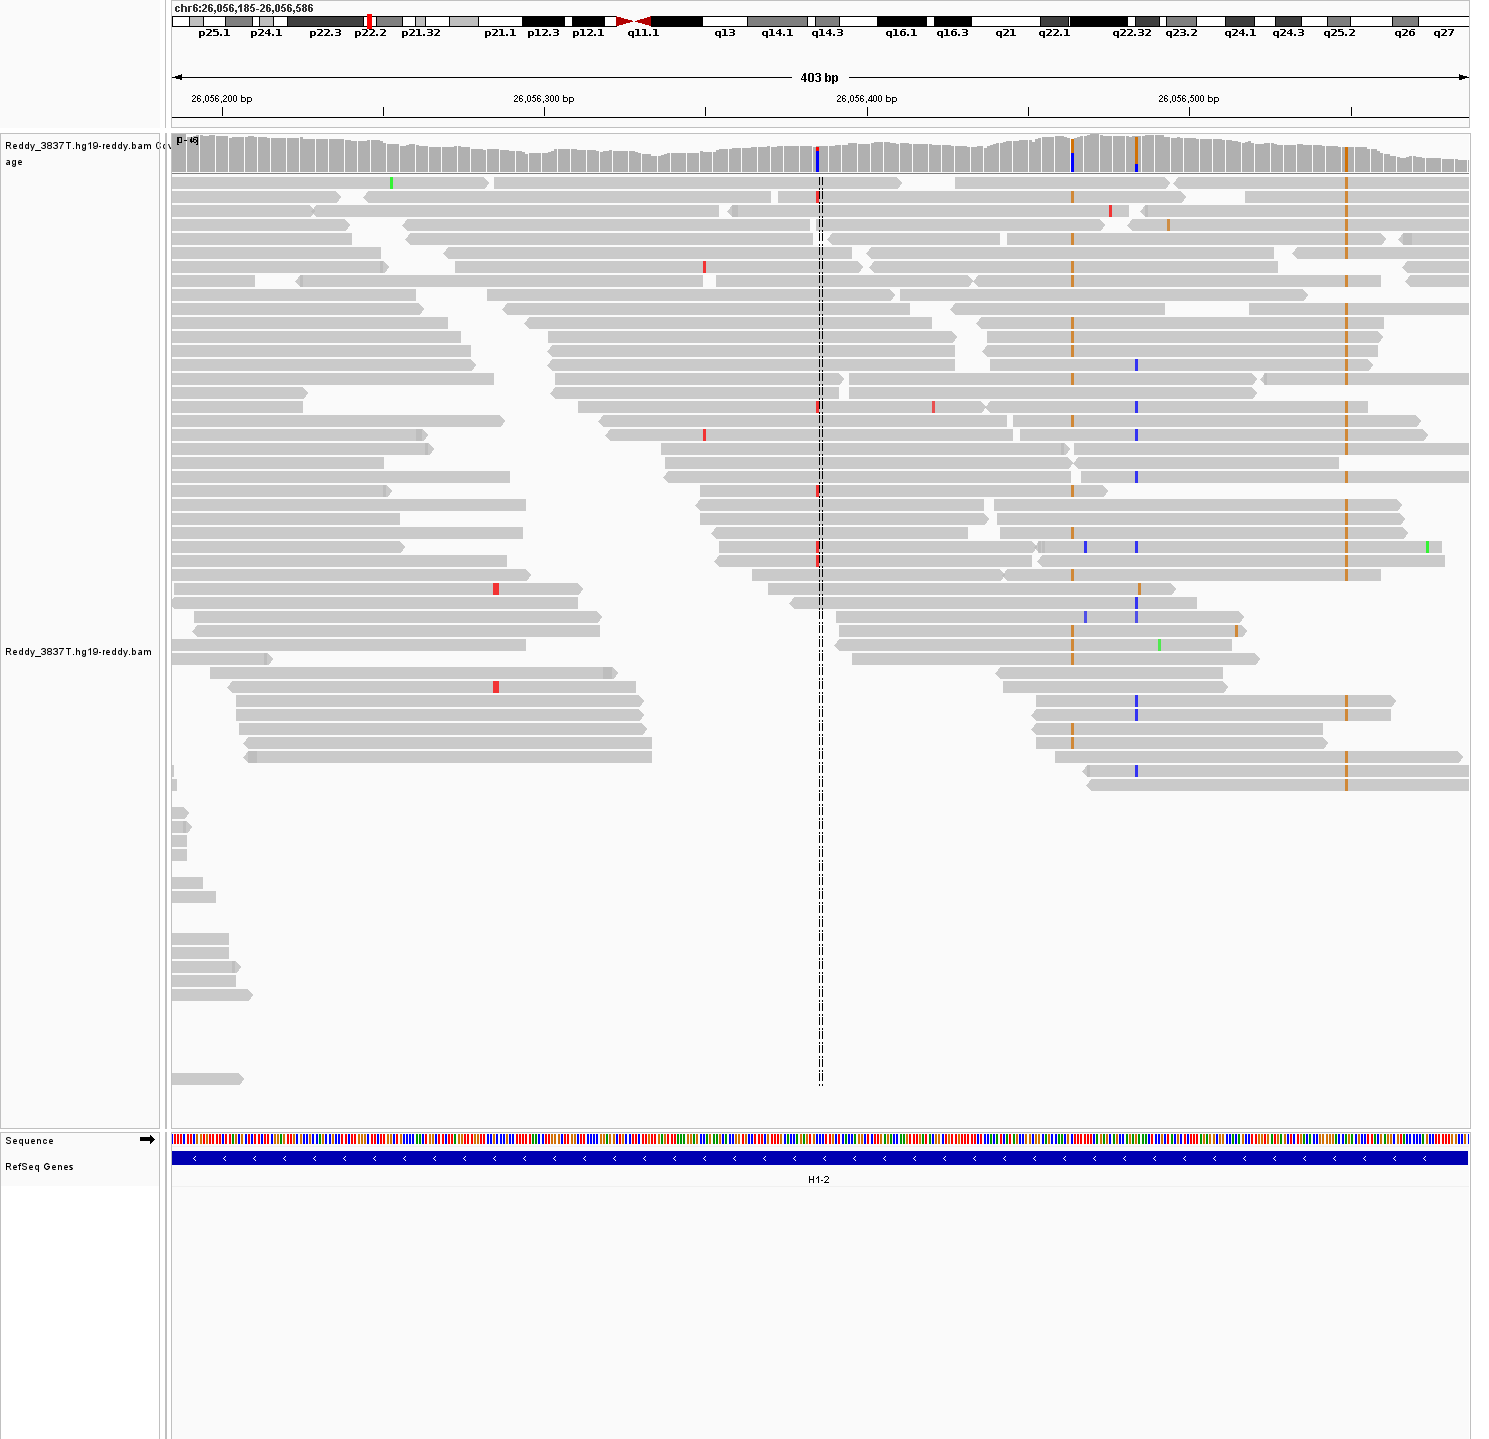 chr6:26,056,185-26,056,586
p25.1 p24.1 p22.3 p22.2 p21.32 p21.1 p12.3 p12.1 q11.1 q13 q14.1 q14.3 q16.1 q16.3 q21 q22.1 q22.32 q23.2 q24.1 q24.3 q25.2 q26 q27
403 bp
26,056,200 bp 26,056,300 bp 26,056,400 bp 26,056,500 bp
Reddy_3837T.hg19-reddy.bam Cov
age
Reddy_3837T.hg19-reddy.bam
Sequence
RefSeq Genes
H1-2